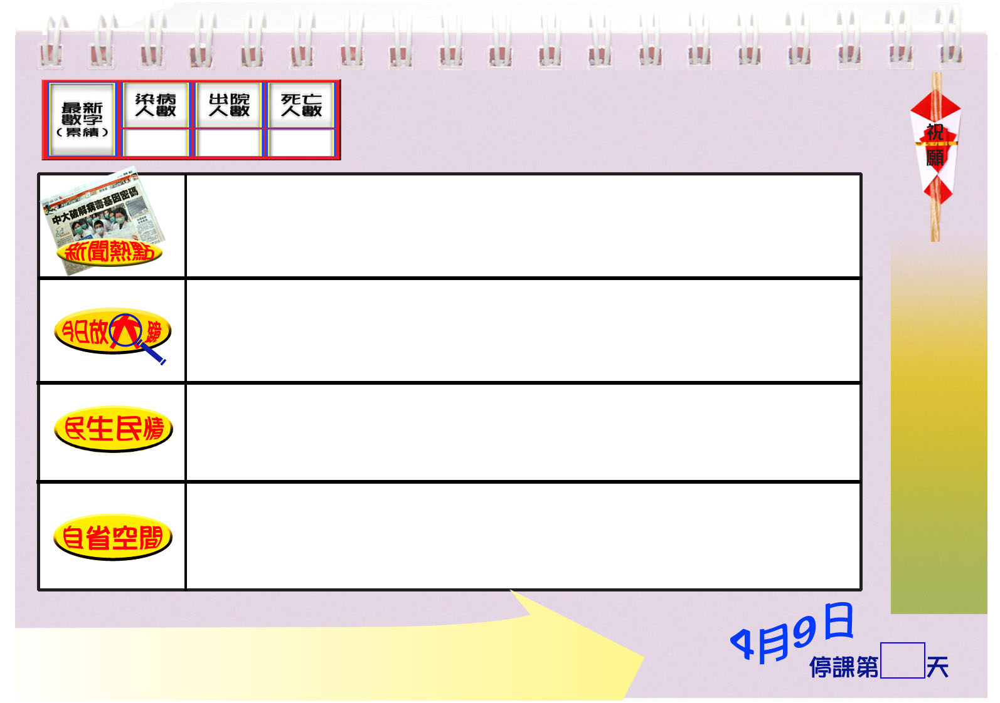 最新
數字
(累績)
染病
人數
出院
人數
死亡
人數
祝
願
中大破解病毒基因密碼
新聞熱點
今日放大鏡
民生民情
自省空間
4月9日
停課第 天